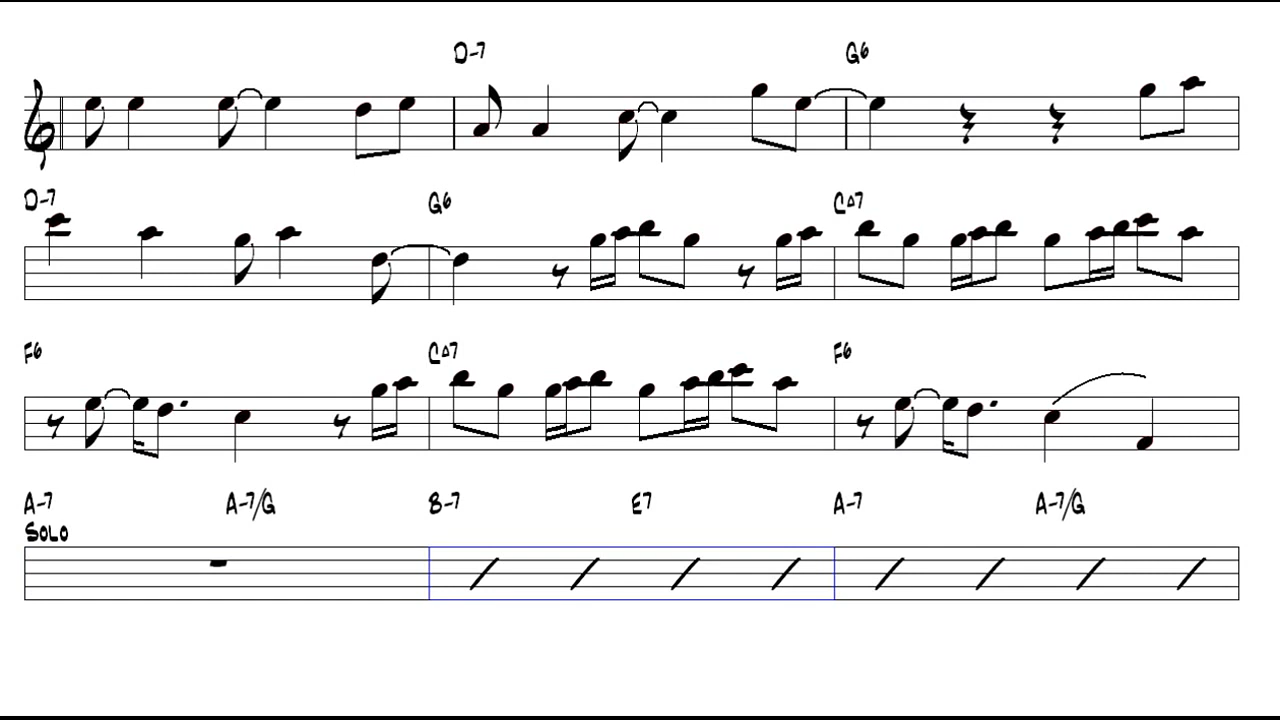 D-7 G6
D-7 G6 C△7
F6 C△7 F6
A-7 A-7/G B-7 E7 A-7 A-7/G
SOLO